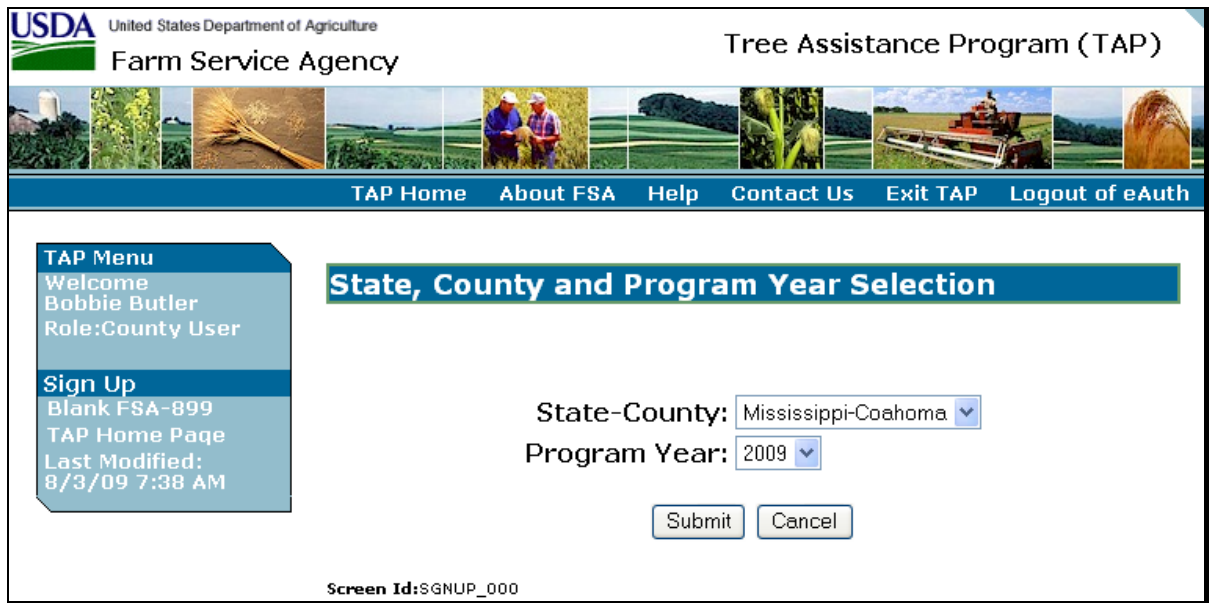 USDA United States Department of Agriculture
Farm Service Agency
Tree Assistance Program (TAP)
TAP Home About FSA Help Contact Us Exit TAP Logout of eAuth
TAP Menu
Welcome
Bobbie Butler
Role:County User
Sign Up
Blank FSA-899
TAP Home Page
Last Modified:
8/3/09 7:38 AM
State, County and Program Year Selection
State-County: Mississippi-Coahoma
Program Year: 2009
Submit Cancel
Screen Id:SGNUP_000